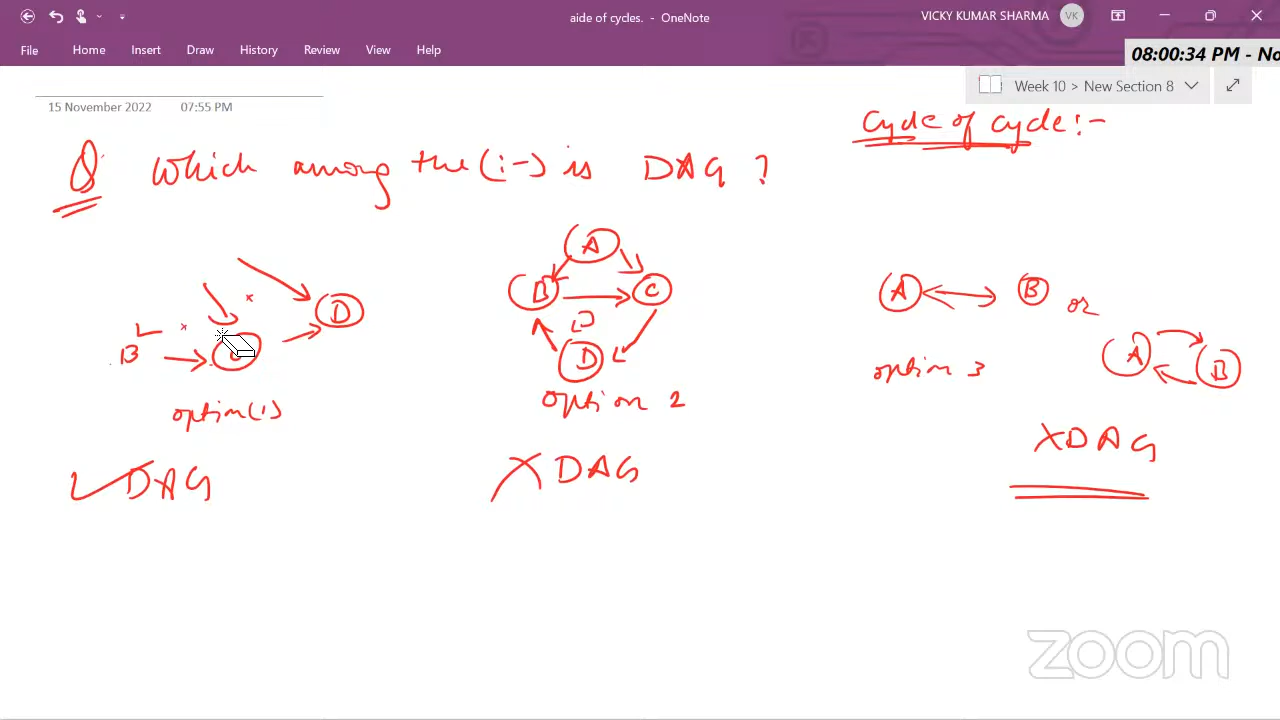 aide of cycles. - OneNote
VICKY KUMAR SHARMA VK
File Home Insert Draw History Review View Help
08:00:34 PM - No
Week 10 > New Section 8
15 November 2022 07:55 PM
Cycle of cycle :-
Q Which among the (:-) is DAG ?
A
B C
D
option 2
D
B C
option (1)
A B or
A B
option 3
DAG
X DAG
X DAG
zoom